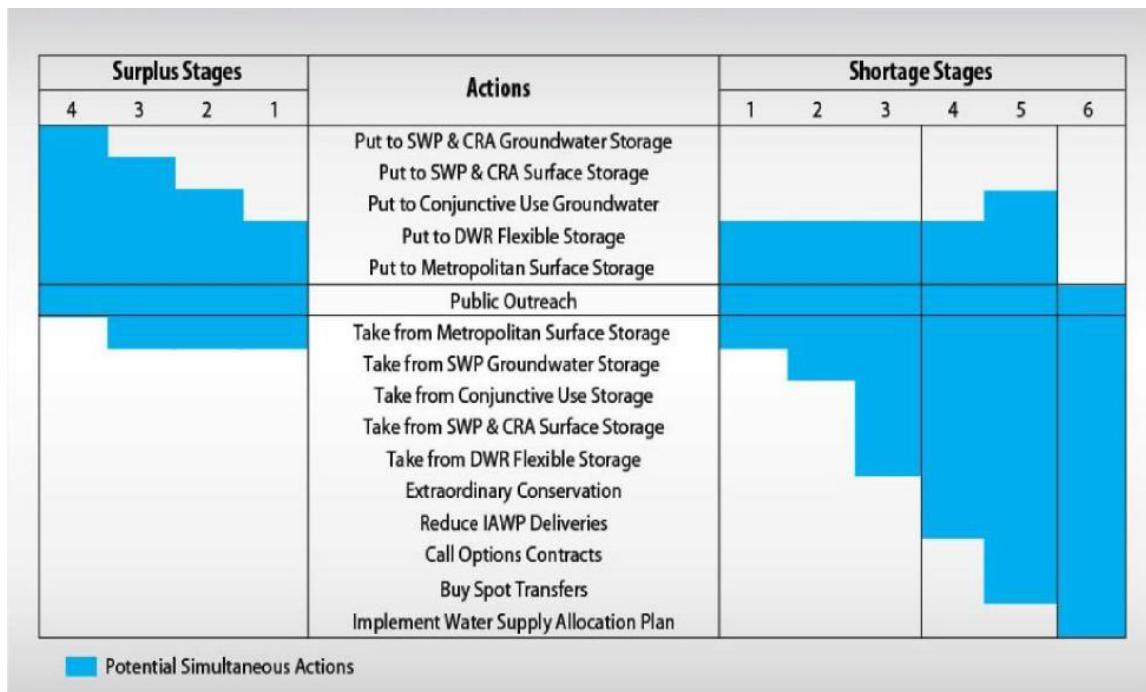 Surplus Stages Actions Shortage Stages
4 3 2 1 1 2 3 4 5 6
Put to SWP & CRA Groundwater Storage
Put to SWP & CRA Surface Storage
Put to Conjunctive Use Groundwater
Put to DWR Flexible Storage
Put to Metropolitan Surface Storage
Public Outreach
Take from Metropolitan Surface Storage
Take from SWP Groundwater Storage
Take from Conjunctive Use Storage
Take from SWP & CRA Surface Storage
Take from DWR Flexible Storage
Extraordinary Conservation
Reduce IAWP Deliveries
Call Options Contracts
Buy Spot Transfers
Implement Water Supply Allocation Plan
Potential Simultaneous Actions